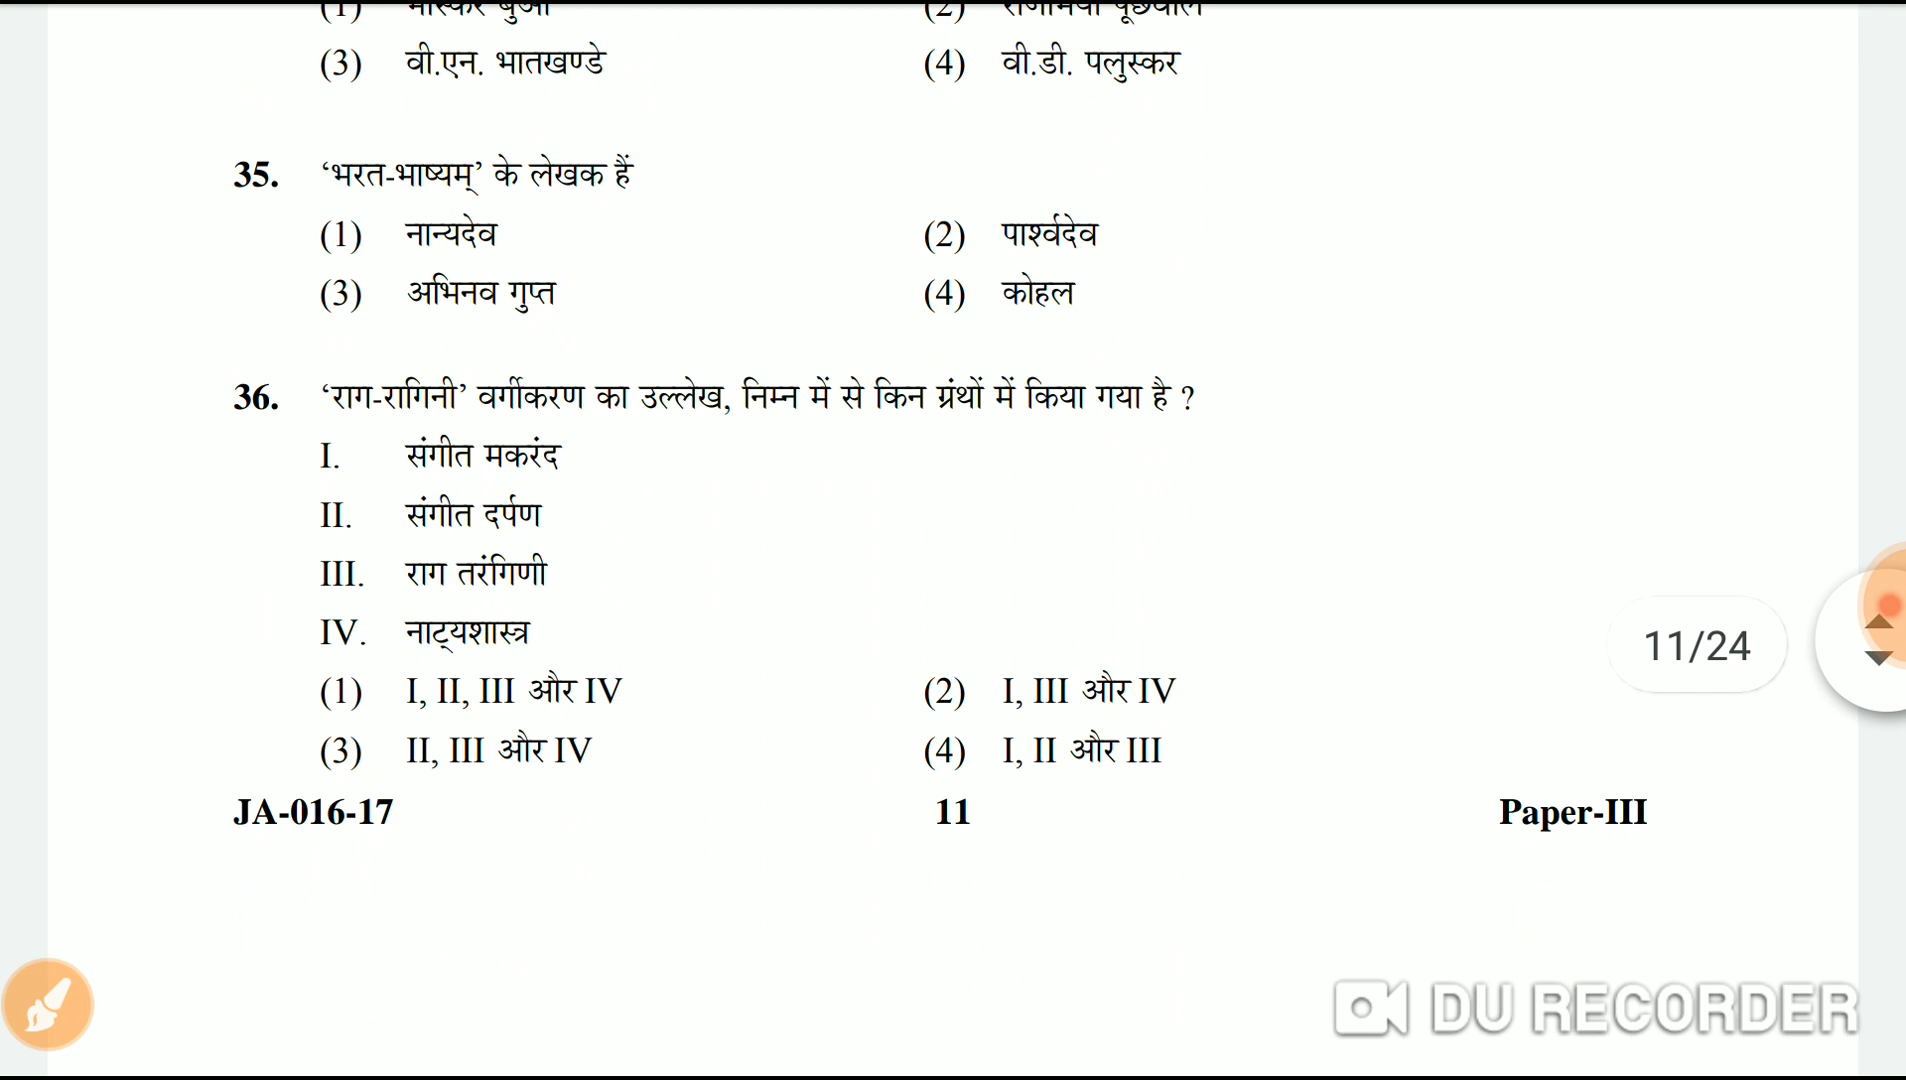 (1) भास्कर बुआ (2)
(3) वी.एन. भातखण्डे (4) वी.डी. पलुस्कर
35. ‘भरत-भाष्यम्’ के लेखक हैं
(1) नान्यदेव (2) पार्श्वदेव
(3) अभिनव गुप्त (4) कोहल
36. ‘राग-रागिनी’ वर्गीकरण का उल्लेख, निम्न में से किन ग्रंथों में किया गया है ?
I. संगीत मकरंद
II. संगीत दर्पण
III. राग तरंगिणी
IV. नाट्यशास्त्र
(1) I, II, III और IV (2) I, III और IV
(3) II, III और IV (4) I, II और III
11/24
JA-016-17 11 Paper-III
DU RECORDER